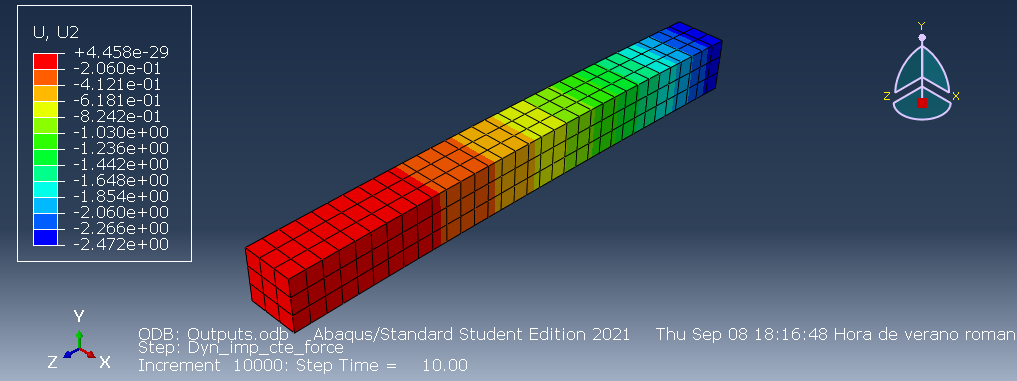 U, U2
+4.458e-29
-2.060e-01
-4.121e-01
-6.181e-01
-8.242e-01
-1.030e+00
-1.236e+00
-1.442e+00
-1.648e+00
-1.854e+00
-2.060e+00
-2.266e+00
-2.472e+00
Y
Z
X
Y
Z
X
ODB: Outputs.odb    Abaqus/Standard Student Edition 2021    Thu Sep 08 18:16:48 Hora de verano roman
Step: Dyn_imp_cte_force
Increment  10000: Step Time =    10.00